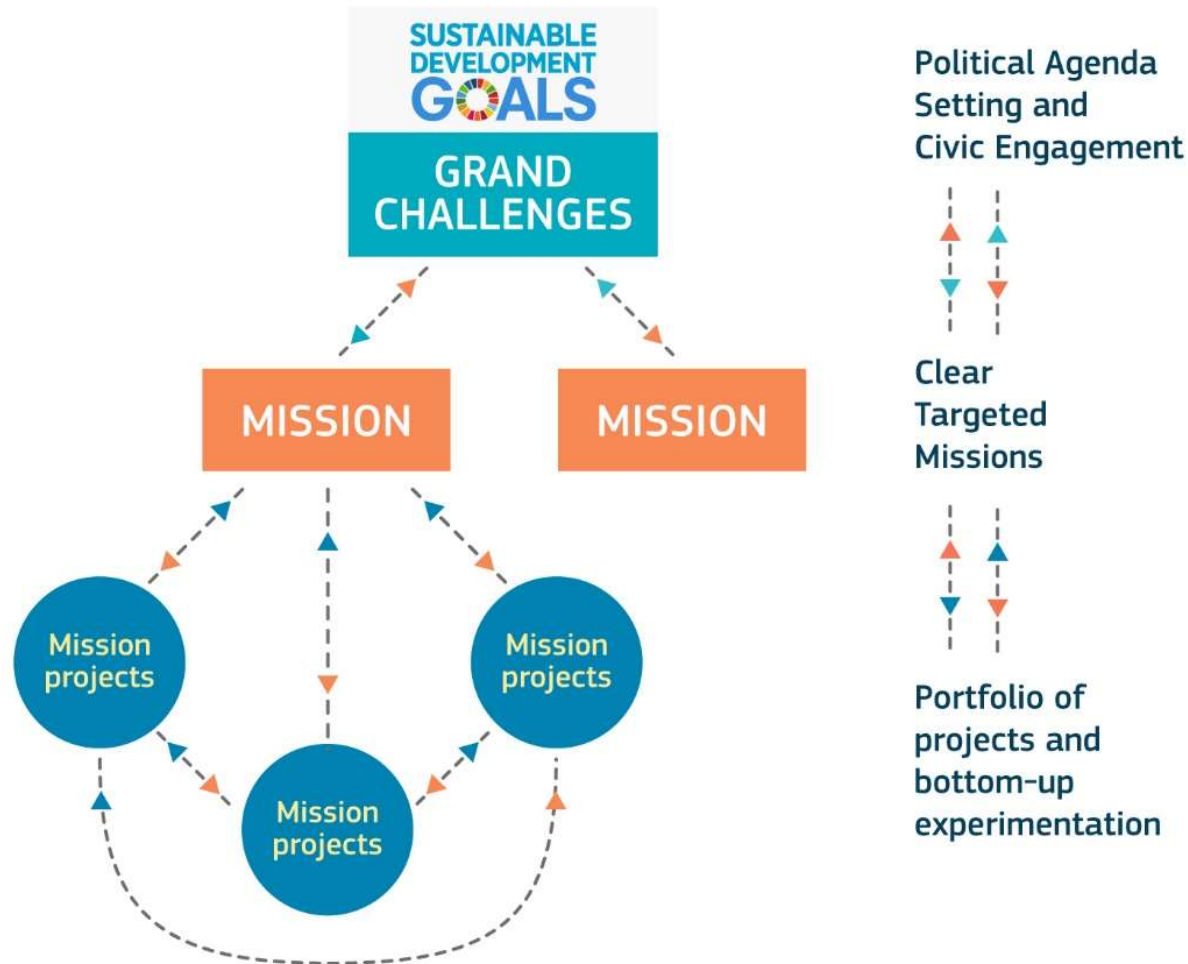 SUSTAINABLE
DEVELOPMENT
GOALS
GRAND
CHALLENGES
MISSION
MISSION
Mission
projects
Mission
projects
Mission
projects
Political Agenda
Setting and
Civic Engagement
Clear
Targeted
Missions
Portfolio of
projects and
bottom-up
experimentation